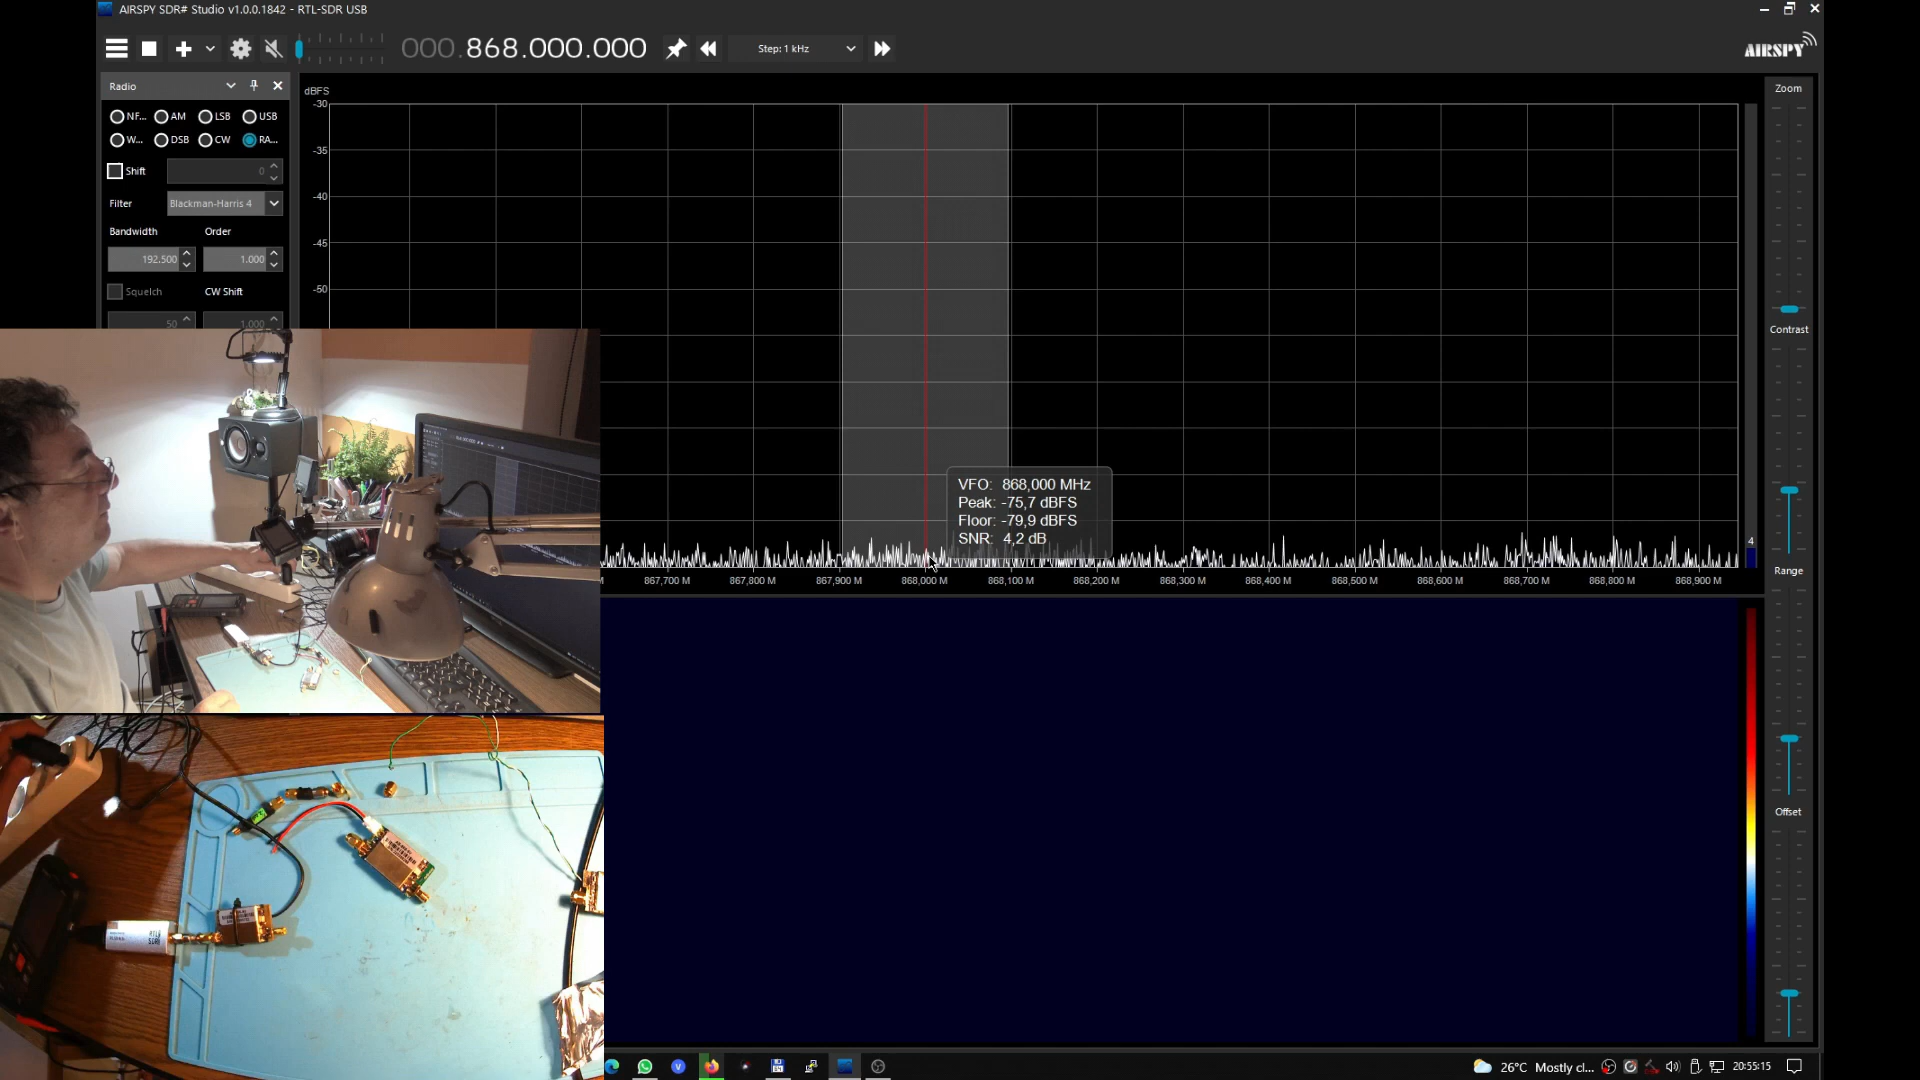 AIRSPY SDR# Studio v1.0.0.1842 - RTL-SDR USB
000.868.000.000
Step: 1 kHz
AIRSPY
Radio
NF... AM LSB USB
W... DSB CW RA...
Shift 0
Filter Blackman-Harris 4
Bandwidth Order
192.500 1.000
Squelch CW Shift
50 1.000
dBFS
-30
-35
-40
-45
-50
VFO: 868,000 MHz
Peak: -75,7 dBFS
Floor: -79,9 dBFS
SNR: 4,2 dB
4
M 867,700 M 867,800 M 867,900 M 868,000 M 868,100 M 868,200 M 868,300 M 868,400 M 868,500 M 868,600 M 868,700 M 868,800 M 868,900 M
Zoom
Contrast
Range
Offset
RTL
SDR
26°C Mostly cl... 20:55:15